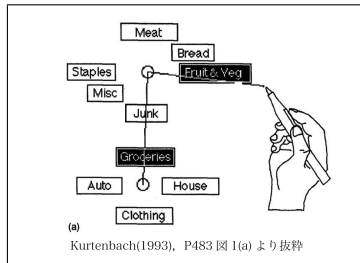 Meat
Bread
Staples
Fruit & Veg
Misc
Junk
Groceries
Auto
House
Clothing
(a)
Kurtenbach(1993)，P483 図 1(a) より抜粋